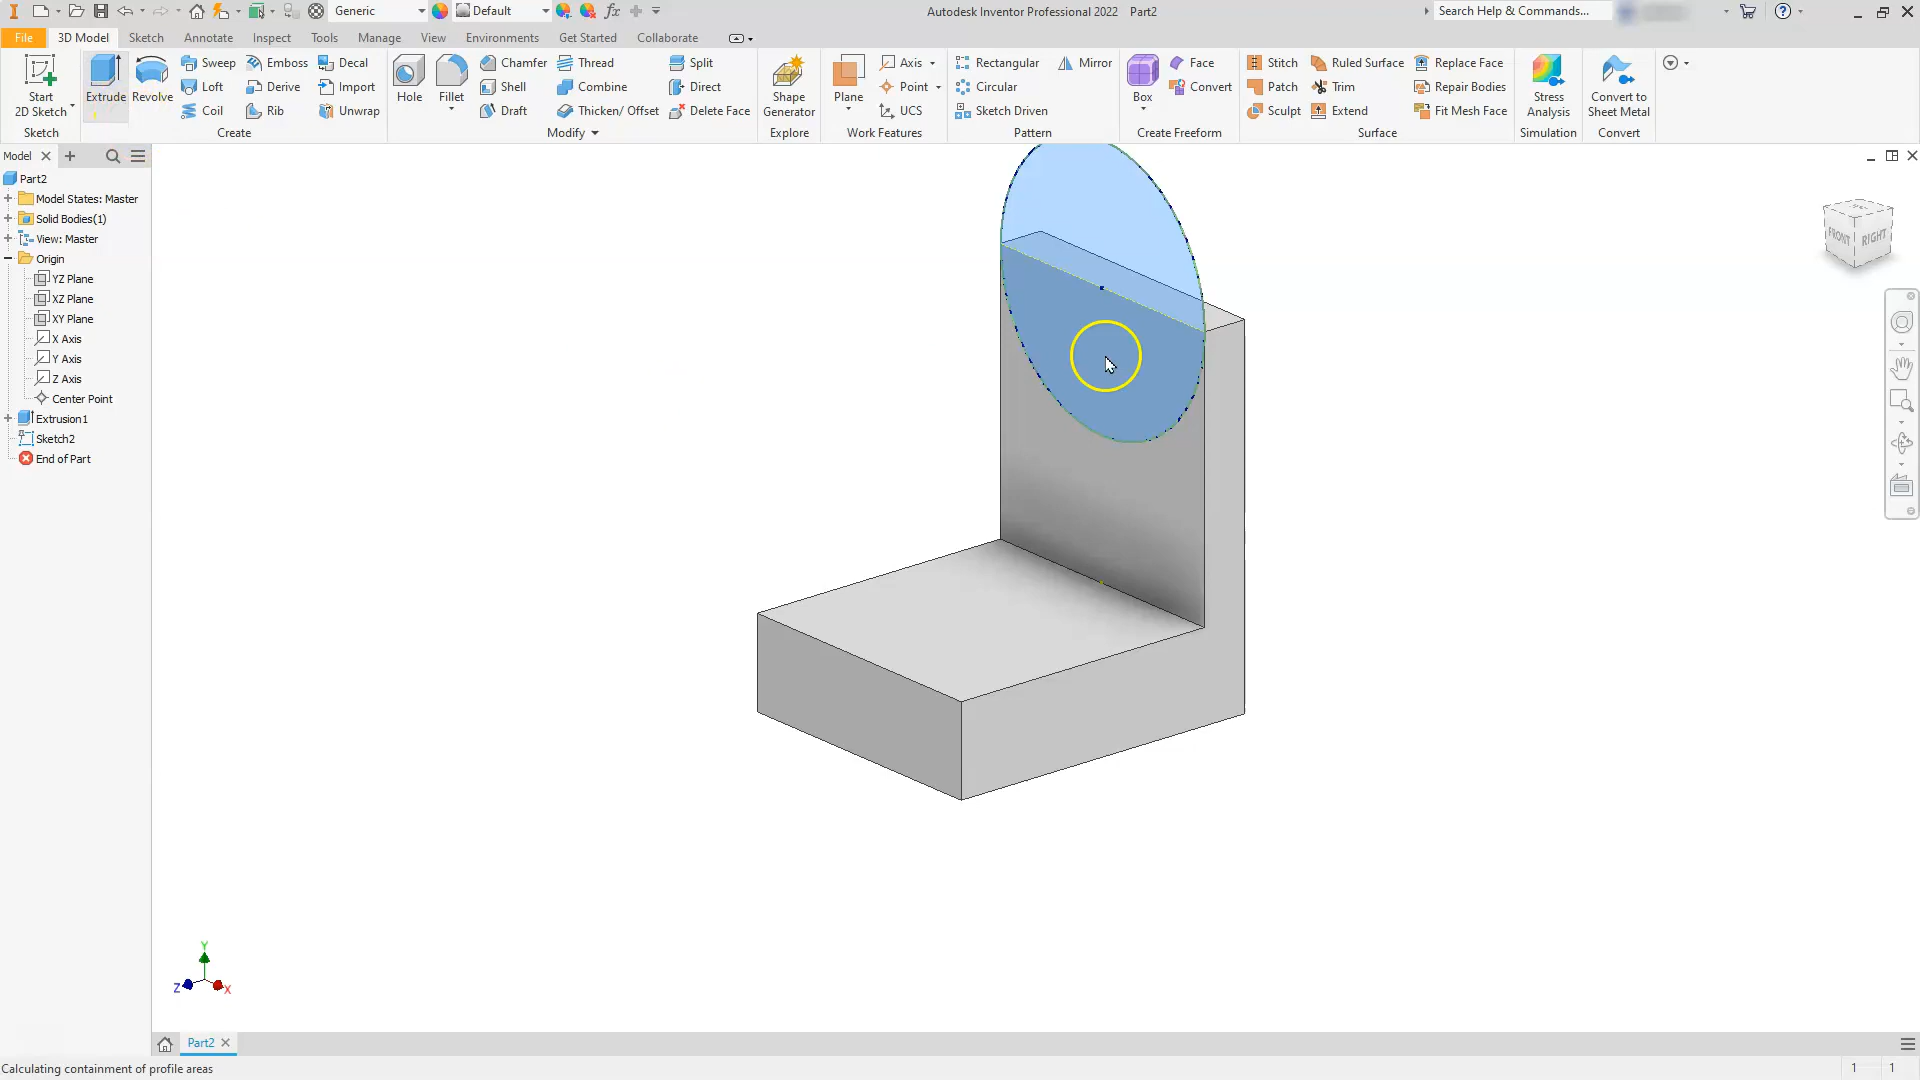 Generic
Default
Autodesk Inventor Professional 2022 Part2
Search Help & Commands...
File
3D Model
Sketch
Annotate
Inspect
Tools
Manage
View
Environments
Get Started
Collaborate
Start
2D Sketch
Extrude
Revolve
Sweep
Loft
Coil
Emboss
Derive
Rib
Decal
Import
Unwrap
Hole
Fillet
Chamfer
Shell
Draft
Thread
Combine
Thicken/ Offset
Split
Direct
Delete Face
Shape
Generator
Plane
Axis
Point
UCS
Rectangular
Circular
Sketch Driven
Mirror
Box
Face
Convert
Stitch
Patch
Sculpt
Ruled Surface
Trim
Extend
Replace Face
Repair Bodies
Fit Mesh Face
Stress
Analysis
Convert to
Sheet Metal
Sketch
Create
Modify
Explore
Work Features
Pattern
Create Freeform
Surface
Simulation
Convert
Model
Part2
Model States: Master
Solid Bodies(1)
View: Master
Origin
YZ Plane
XZ Plane
XY Plane
X Axis
Y Axis
Z Axis
Center Point
Extrusion1
Sketch2
End of Part
FRONT
RIGHT
Y
Z
X
Part2
Calculating containment of profile areas
1
1